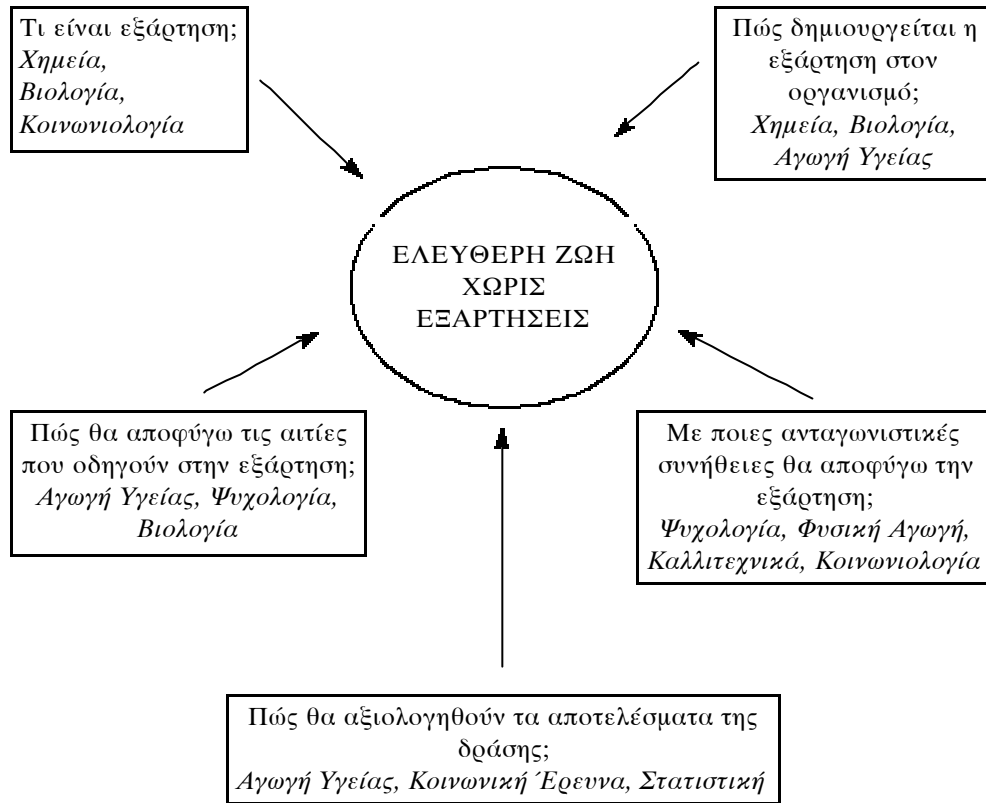 Τι είναι εξάρτηση;
Χημεία,
Βιολογία,
Κοινωνιολογία
Πώς δημιουργείται η
εξάρτηση στον
οργανισμό;
Χημεία, Βιολογία,
Αγωγή Υγείας
ΕΛΕΥΘΕΡΗ ΖΩΗ
ΧΩΡΙΣ
ΕΞΑΡΤΗΣΕΙΣ
Πώς θα αποφύγω τις αιτίες
που οδηγούν στην εξάρτηση;
Αγωγή Υγείας, Ψυχολογία,
Βιολογία
Με ποιες ανταγωνιστικές
συνήθειες θα αποφύγω την
εξάρτηση;
Ψυχολογία, Φυσική Αγωγή,
Καλλιτεχνικά, Κοινωνιολογία
Πώς θα αξιολογηθούν τα αποτελέσματα της
δράσης;
Αγωγή Υγείας, Κοινωνική Έρευνα, Στατιστική